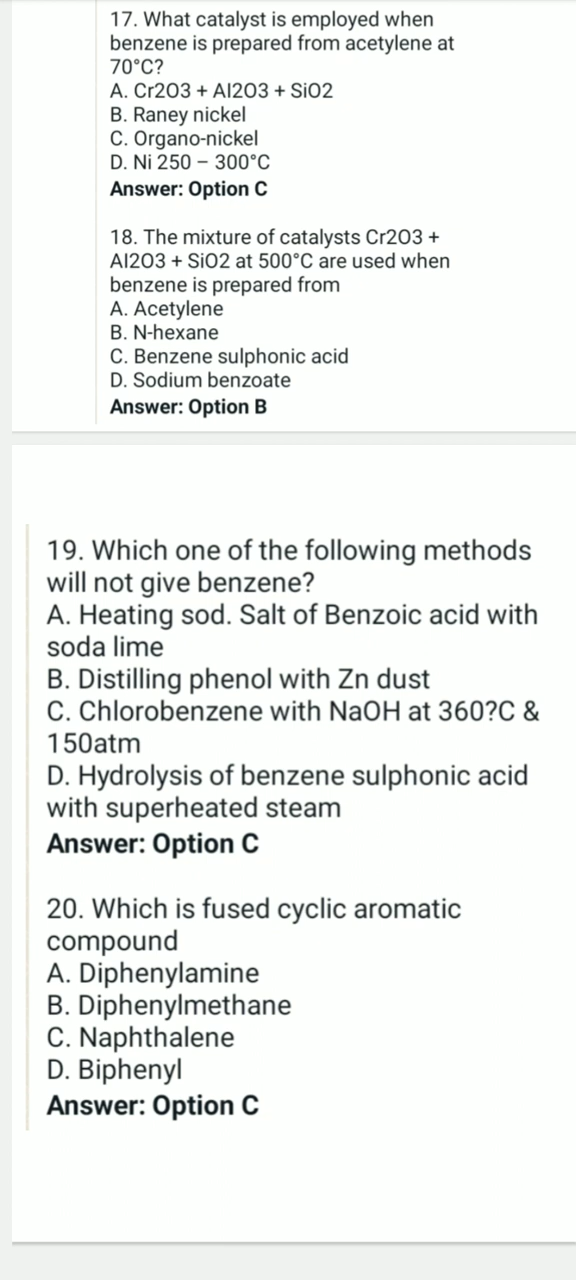 17. What catalyst is employed when
benzene is prepared from acetylene at
70°C?
A. Cr2O3 + Al2O3 + SiO2
B. Raney nickel
C. Organo-nickel
D. Ni 250 – 300°C
Answer: Option C
18. The mixture of catalysts Cr2O3 +
Al2O3 + SiO2 at 500°C are used when
benzene is prepared from
A. Acetylene
B. N-hexane
C. Benzene sulphonic acid
D. Sodium benzoate
Answer: Option B
19. Which one of the following methods
will not give benzene?
A. Heating sod. Salt of Benzoic acid with
soda lime
B. Distilling phenol with Zn dust
C. Chlorobenzene with NaOH at 360?C &
150atm
D. Hydrolysis of benzene sulphonic acid
with superheated steam
Answer: Option C
20. Which is fused cyclic aromatic
compound
A. Diphenylamine
B. Diphenylmethane
C. Naphthalene
D. Biphenyl
Answer: Option C